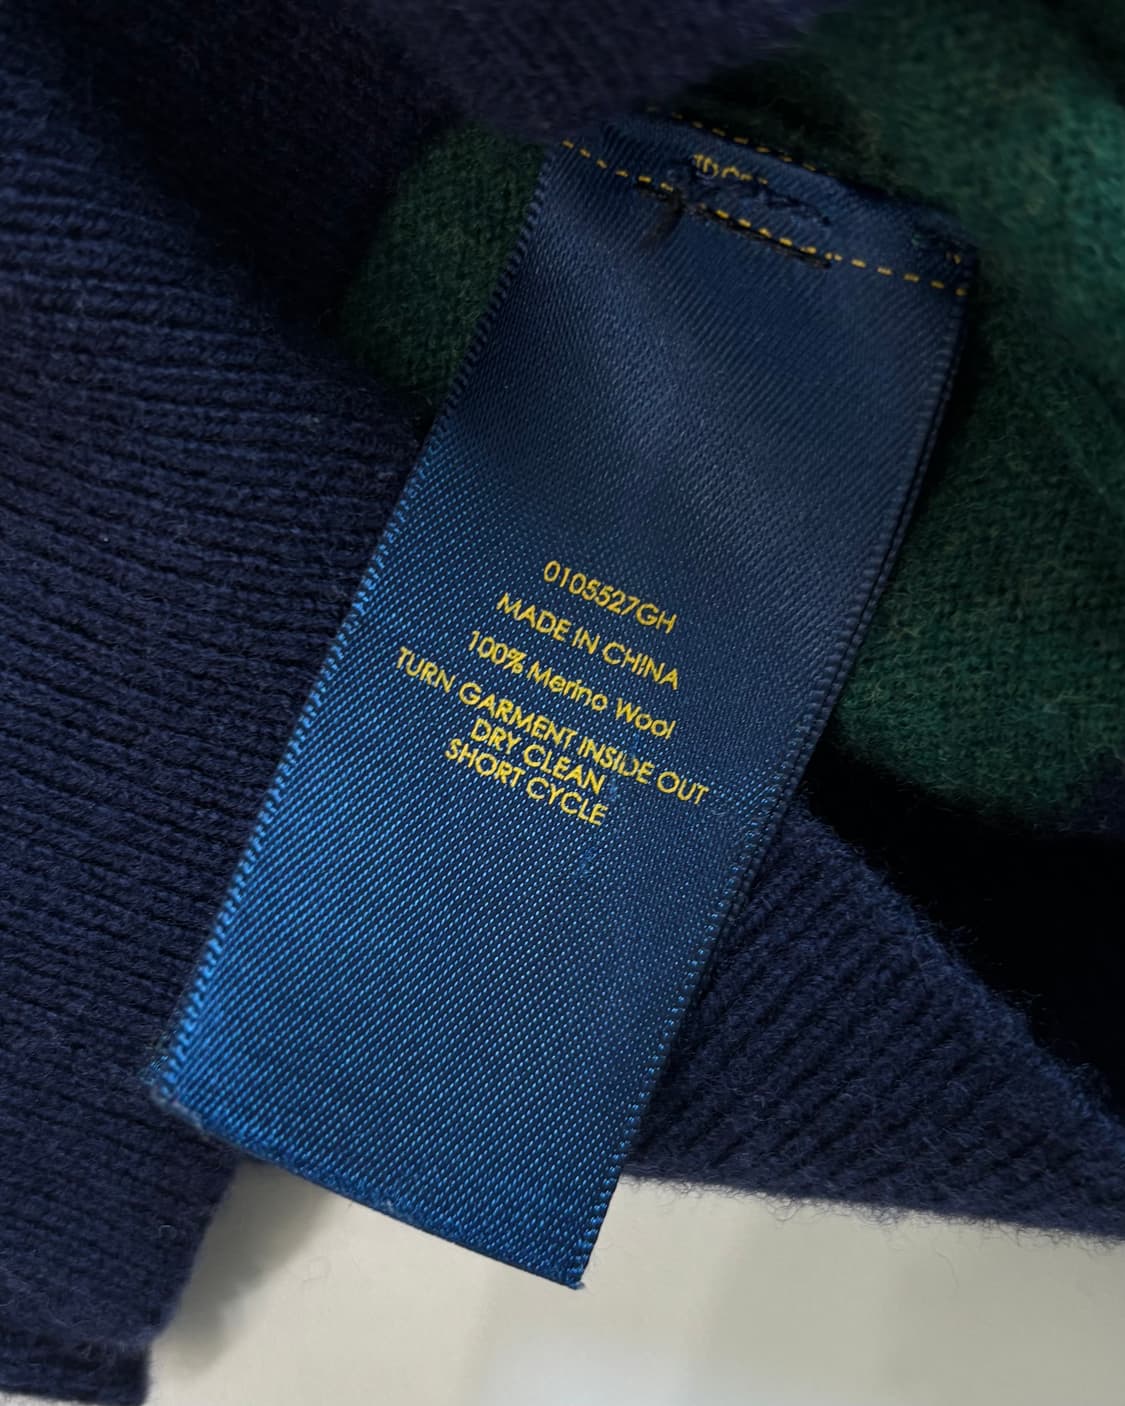 0105527GH
MADE IN CHINA
100% Merino Wool
TURN GARMENT INSIDE OUT
DRY CLEAN
SHORT CYCLE